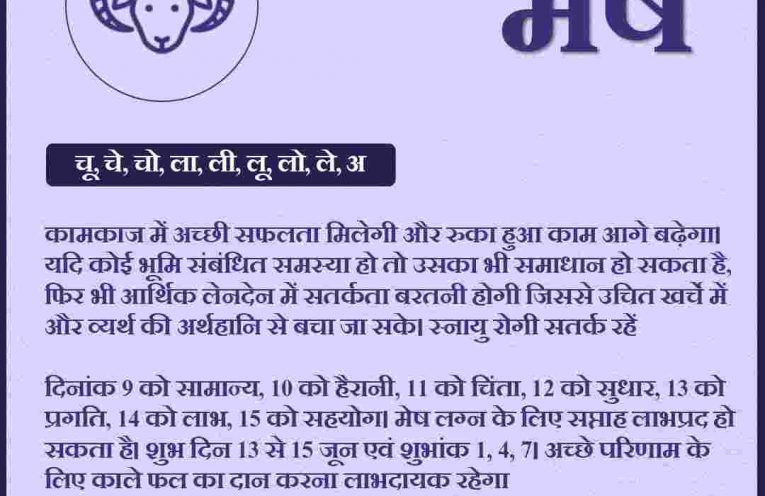 मेष
चू, चे, चो, ला, ली, लू, लो, ले, अ
कामकाज में अच्छी सफलता मिलेगी और रुका हुआ काम आगे बढ़ेगा।
यदि कोई भूमि संबंधित समस्या हो तो उसका भी समाधान हो सकता है,
फिर भी आर्थिक लेनदेन में सतर्कता बरतनी होगी जिससे उचित खर्चे में
और व्यर्थ की अर्थहानि से बचा जा सके। स्नायु रोगी सतर्क रहें
दिनांक 9 को सामान्य, 10 को हैरानी, 11 को चिंता, 12 को सुधार, 13 को
प्रगति, 14 को लाभ, 15 को सहयोग। मेष लग्न के लिए सप्ताह लाभप्रद हो
सकता है। शुभ दिन 13 से 15 जून एवं शुभांक 1, 4, 7। अच्छे परिणाम के
लिए काले फल का दान करना लाभदायक रहेगा